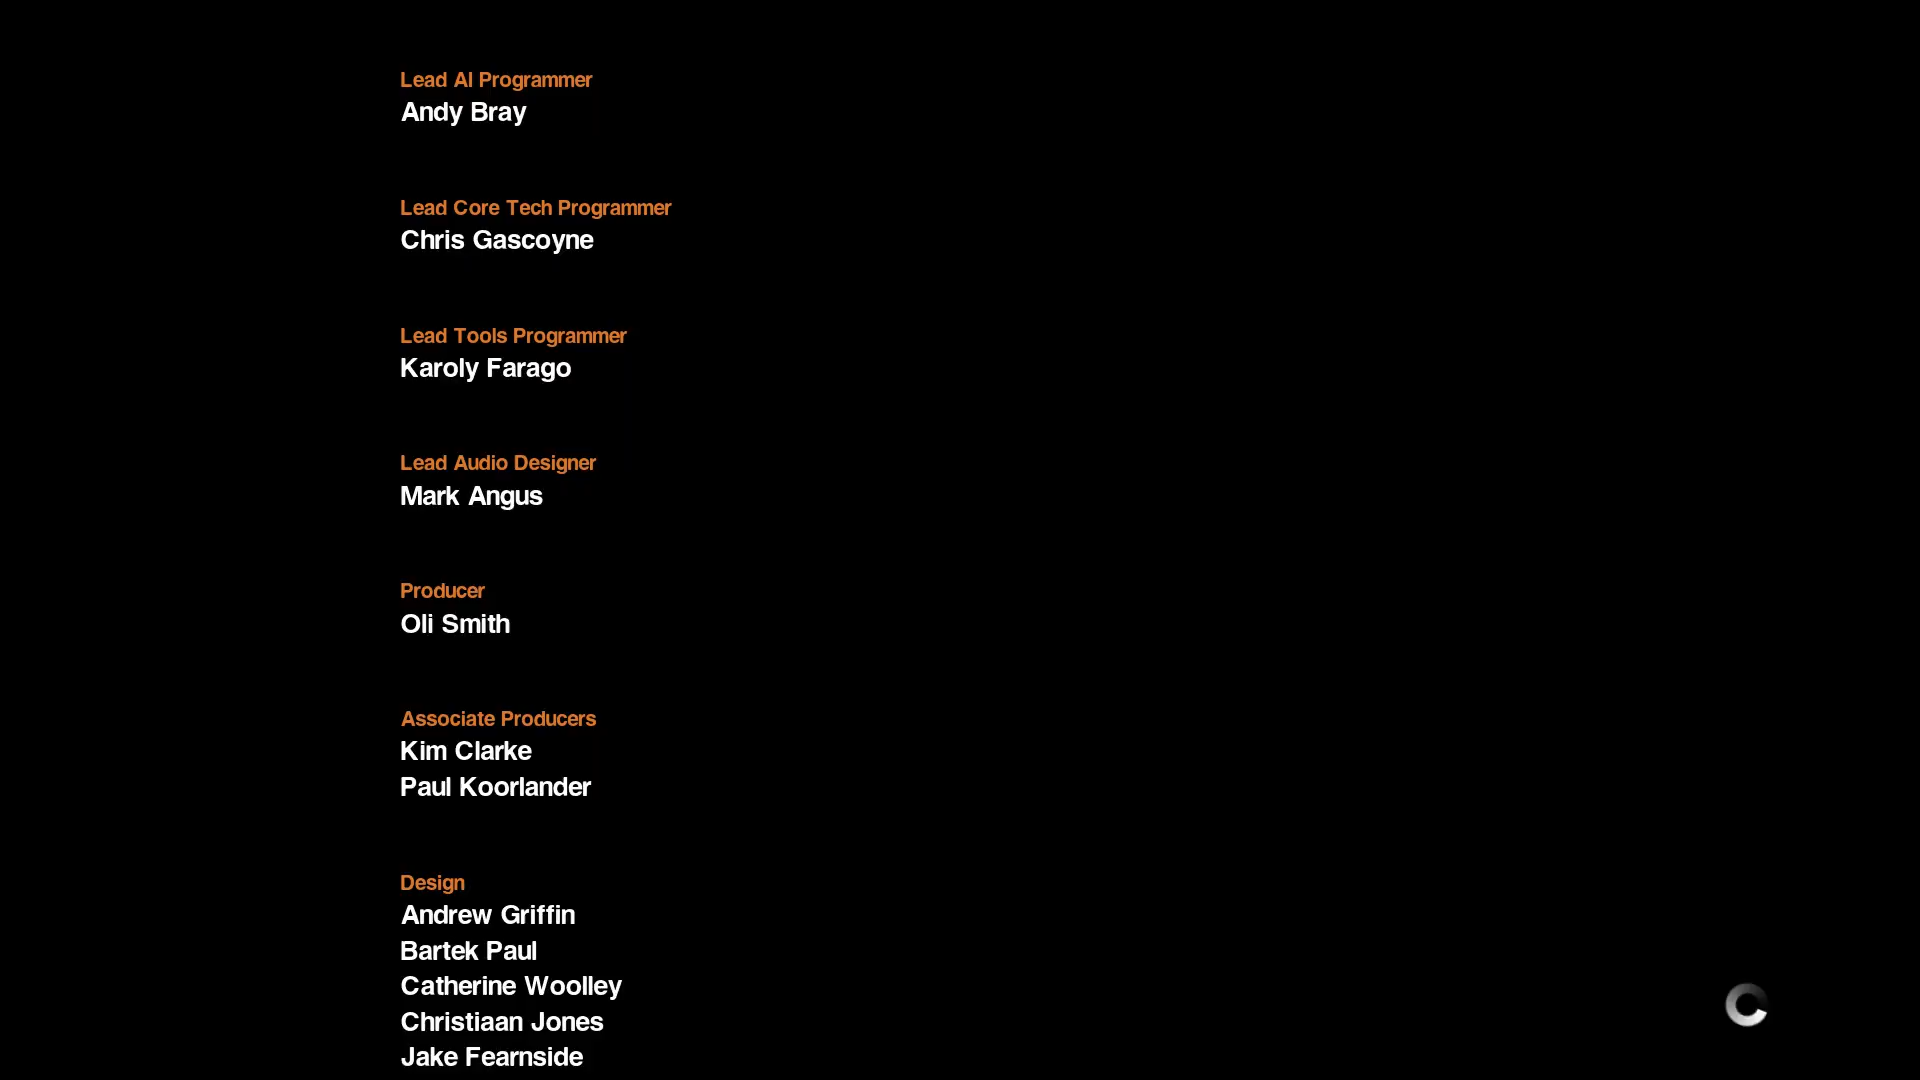 Lead AI Programmer
Andy Bray
Lead Core Tech Programmer
Chris Gascoyne
Lead Tools Programmer
Karoly Farago
Lead Audio Designer
Mark Angus
Producer
Oli Smith
Associate Producers
Kim Clarke
Paul Koorlander
Design
Andrew Griffin
Bartek Paul
Catherine Woolley
Christiaan Jones
Jake Fearnside